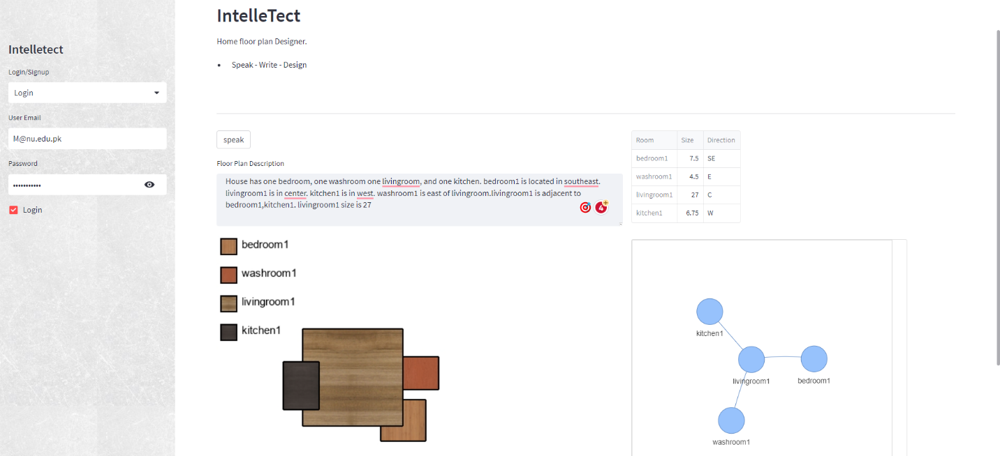 Intelletect
Login/Signup
Login
User Email
M@nu.edu.pk
Password
•••••••••••
Login
IntelleTect
Home floor plan Designer.
• Speak - Write - Design
speak
Floor Plan Description
House has one bedroom, one washroom one livingroom, and one kitchen. bedroom1 is located in southeast.
livingroom1 is in center. kitchen1 is in west. washroom1 is east of livingroom.livingroom1 is adjacent to
bedroom1,kitchen1. livingroom1 size is 27
4
Room Size Direction
bedroom1 7.5 SE
washroom1 4.5 E
livingroom1 27 C
kitchen1 6.75 W
bedroom1
washroom1
livingroom1
kitchen1
kitchen1
livingroom1
bedroom1
washroom1